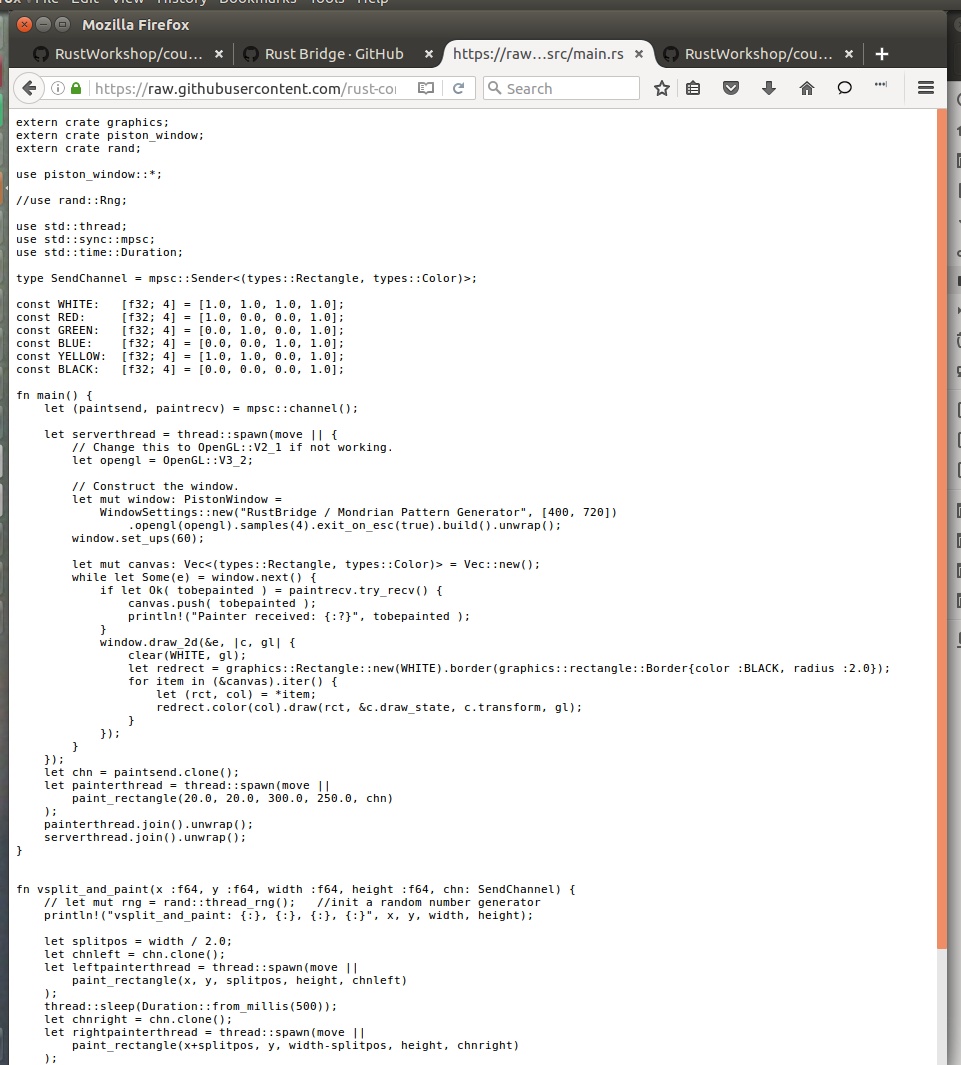 File Edit View History Bookmarks Tools Help
Mozilla Firefox
RustWorkshop/cou... × Rust Bridge · GitHub × https://raw...src/main.rs × RustWorkshop/cou... × +
https://raw.githubusercontent.com/rust-co Search
extern crate graphics;
extern crate piston_window;
extern crate rand;
use piston_window::*;
//use rand::Rng;
use std::thread;
use std::sync::mpsc;
use std::time::Duration;
type SendChannel = mpsc::Sender<(types::Rectangle, types::Color)>;
const WHITE:   [f32; 4] = [1.0, 1.0, 1.0, 1.0];
const RED:     [f32; 4] = [1.0, 0.0, 0.0, 1.0];
const GREEN:   [f32; 4] = [0.0, 1.0, 0.0, 1.0];
const BLUE:    [f32; 4] = [0.0, 0.0, 1.0, 1.0];
const YELLOW:  [f32; 4] = [1.0, 1.0, 0.0, 1.0];
const BLACK:   [f32; 4] = [0.0, 0.0, 0.0, 1.0];
fn main() {
    let (paintsend, paintrecv) = mpsc::channel();
    let serverthread = thread::spawn(move || {
        // Change this to OpenGL::V2_1 if not working.
        let opengl = OpenGL::V3_2;
        // Construct the window.
        let mut window: PistonWindow =
            WindowSettings::new("RustBridge / Mondrian Pattern Generator", [400, 720])
                .opengl(opengl).samples(4).exit_on_esc(true).build().unwrap();
        window.set_ups(60);
        let mut canvas: Vec<(types::Rectangle, types::Color)> = Vec::new();
        while let Some(e) = window.next() {
            if let Ok( tobepainted ) = paintrecv.try_recv() {
                canvas.push( tobepainted );
                println!("Painter received: {:?}", tobepainted );
            }
            window.draw_2d(&e, |c, gl| {
                clear(WHITE, gl);
                let redrect = graphics::Rectangle::new(WHITE).border(graphics::rectangle::Border{color :BLACK, radius :2.0});
                for item in (&canvas).iter() {
                    let (rct, col) = *item;
                    redrect.color(col).draw(rct, &c.draw_state, c.transform, gl);
                }
            });
        }
    });
    let chn = paintsend.clone();
    let painterthread = thread::spawn(move ||
        paint_rectangle(20.0, 20.0, 300.0, 250.0, chn)
    );
    painterthread.join().unwrap();
    serverthread.join().unwrap();
}
fn vsplit_and_paint(x :f64, y :f64, width :f64, height :f64, chn: SendChannel) {
    // let mut rng = rand::thread_rng();   //init a random number generator
    println!("vsplit_and_paint: {:}, {:}, {:}, {:}", x, y, width, height);
    let splitpos = width / 2.0;
    let chnleft = chn.clone();
    let leftpainterthread = thread::spawn(move ||
        paint_rectangle(x, y, splitpos, height, chnleft)
    );
    thread::sleep(Duration::from_millis(500));
    let chnright = chn.clone();
    let rightpainterthread = thread::spawn(move ||
        paint_rectangle(x+splitpos, y, width-splitpos, height, chnright)
    );